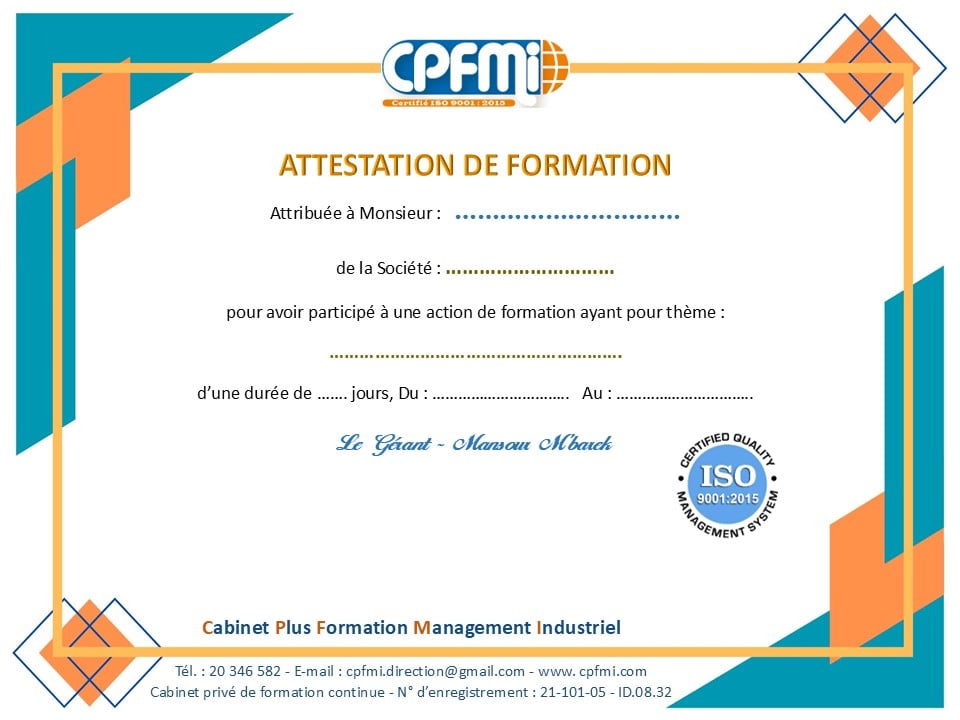 CPFMi
Certifié ISO 9001 : 2015
ATTESTATION DE FORMATION
Attribuée à Monsieur : ................................
de la Société : ................................
pour avoir participé à une action de formation ayant pour thème :
................................................................
d’une durée de ....... jours, Du : ................................ Au : ................................
Le Gérant - Mansour M'barek
CERTIFIED QUALITY
ISO
9001:2015
MANAGEMENT SYSTEM
Cabinet Plus Formation Management Industriel
Tél. : 20 346 582 - E-mail : cpfmi.direction@gmail.com - www. cpfmi.com
Cabinet privé de formation continue - N° d’enregistrement : 21-101-05 - ID.08.32